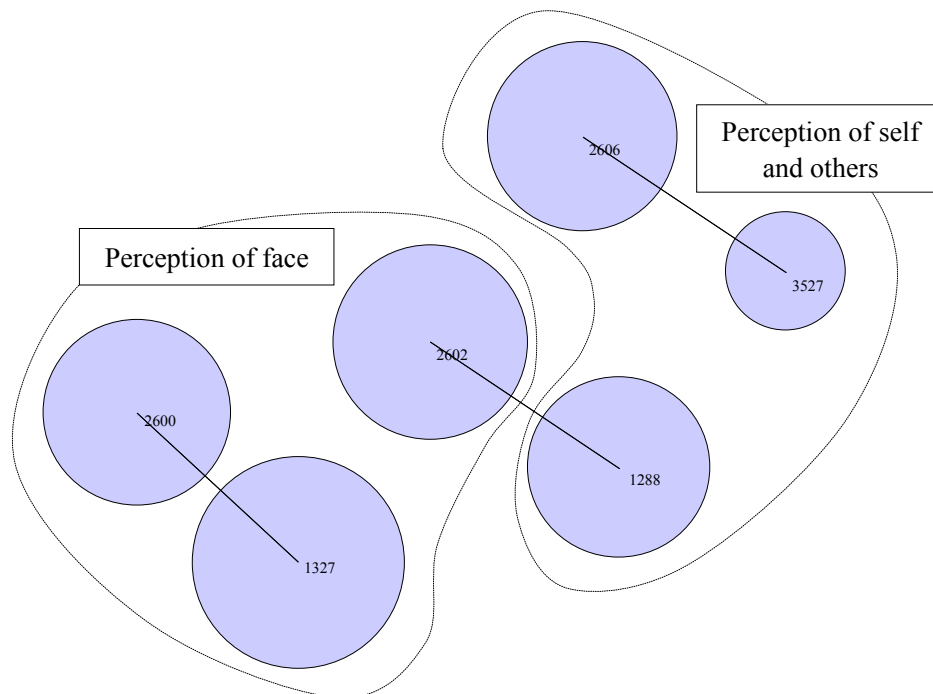 Perception of self
and others
2606
3527
Perception of face
2602
2600
1288
1327